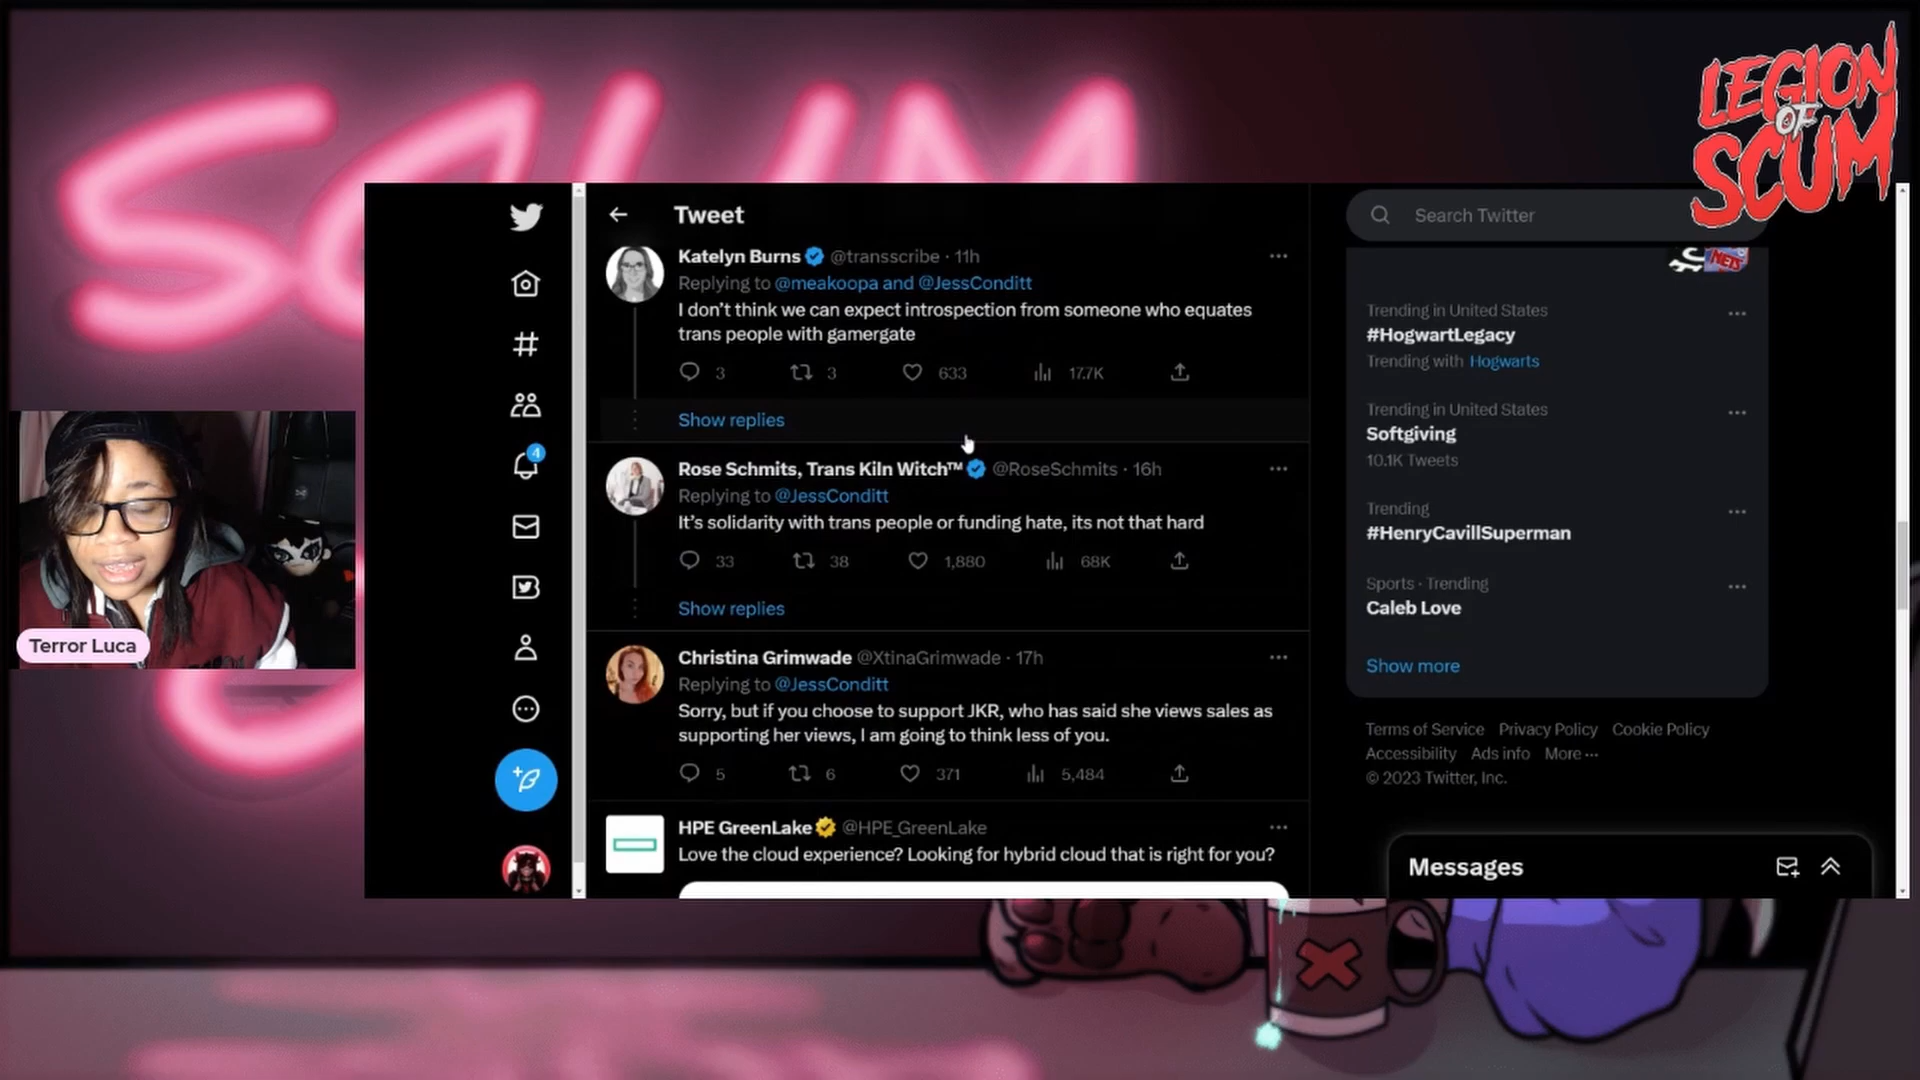 SCUM
LEGION
OF
SCUM
Tweet
Search Twitter
Katelyn Burns @transscribe · 11h
Replying to @meakoopa and @JessConditt
I don't think we can expect introspection from someone who equates
trans people with gamergate
3 3 633 17.7K
Show replies
Rose Schmits, Trans Kiln Witch™ @RoseSchmits · 16h
Replying to @JessConditt
It's solidarity with trans people or funding hate, its not that hard
33 38 1,880 68K
Show replies
Christina Grimwade @XtinaGrimwade · 17h
Replying to @JessConditt
Sorry, but if you choose to support JKR, who has said she views sales as
supporting her views, I am going to think less of you.
5 6 371 5,484
HPE GreenLake @HPE_GreenLake
Love the cloud experience? Looking for hybrid cloud that is right for you?
4
Terror Luca
NETS
Trending in United States
#HogwartLegacy
Trending with Hogwarts
Trending in United States
Softgiving
10.1K Tweets
Trending
#HenryCavillSuperman
Sports · Trending
Caleb Love
Show more
Terms of Service Privacy Policy Cookie Policy
Accessibility Ads info More ···
© 2023 Twitter, Inc.
Messages